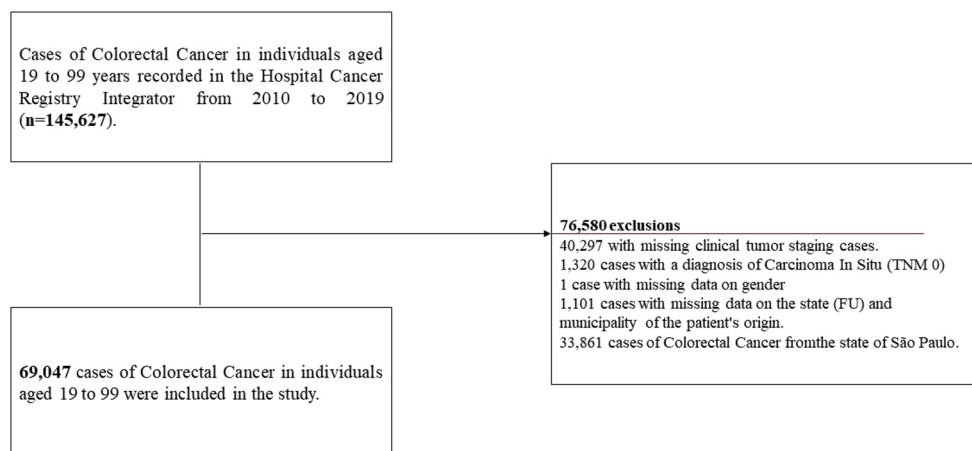 Cases of Colorectal Cancer in individuals aged
19 to 99 years recorded in the Hospital Cancer
Registry Integrator from 2010 to 2019
(n=145,627).
76,580 exclusions
40,297 with missing clinical tumor staging cases.
1,320 cases with a diagnosis of Carcinoma In Situ (TNM 0)
1 case with missing data on gender
1,101 cases with missing data on the state (FU) and
municipality of the patient's origin.
33,861 cases of Colorectal Cancer fromthe state of São Paulo.
69,047 cases of Colorectal Cancer in individuals
aged 19 to 99 were included in the study.